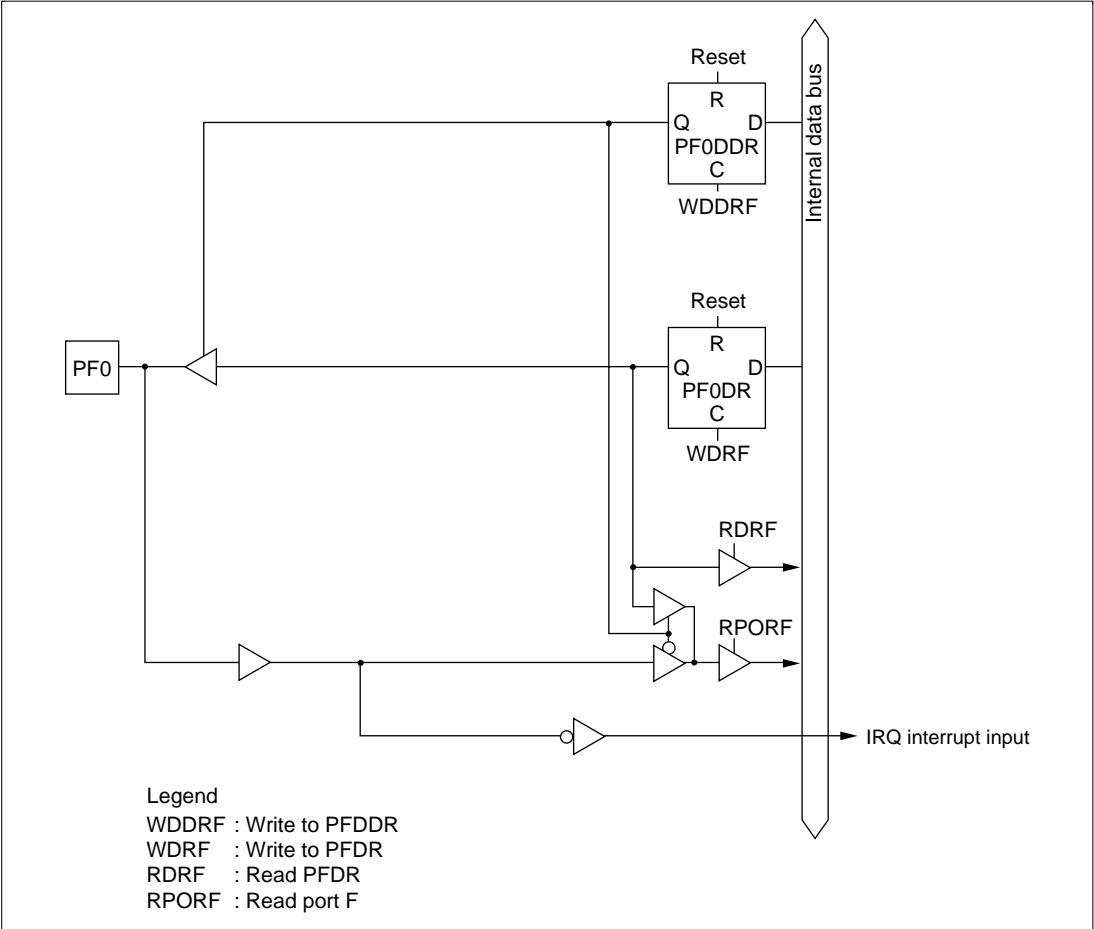 Reset
R
Q D
PF0DDR
C
WDDRF
Internal data bus
Reset
R
PF0
Q D
PF0DR
C
WDRF
RDRF
RPORF
IRQ interrupt input
Legend
WDDRF : Write to PFDDR
WDRF : Write to PFDR
RDRF : Read PFDR
RPORF : Read port F